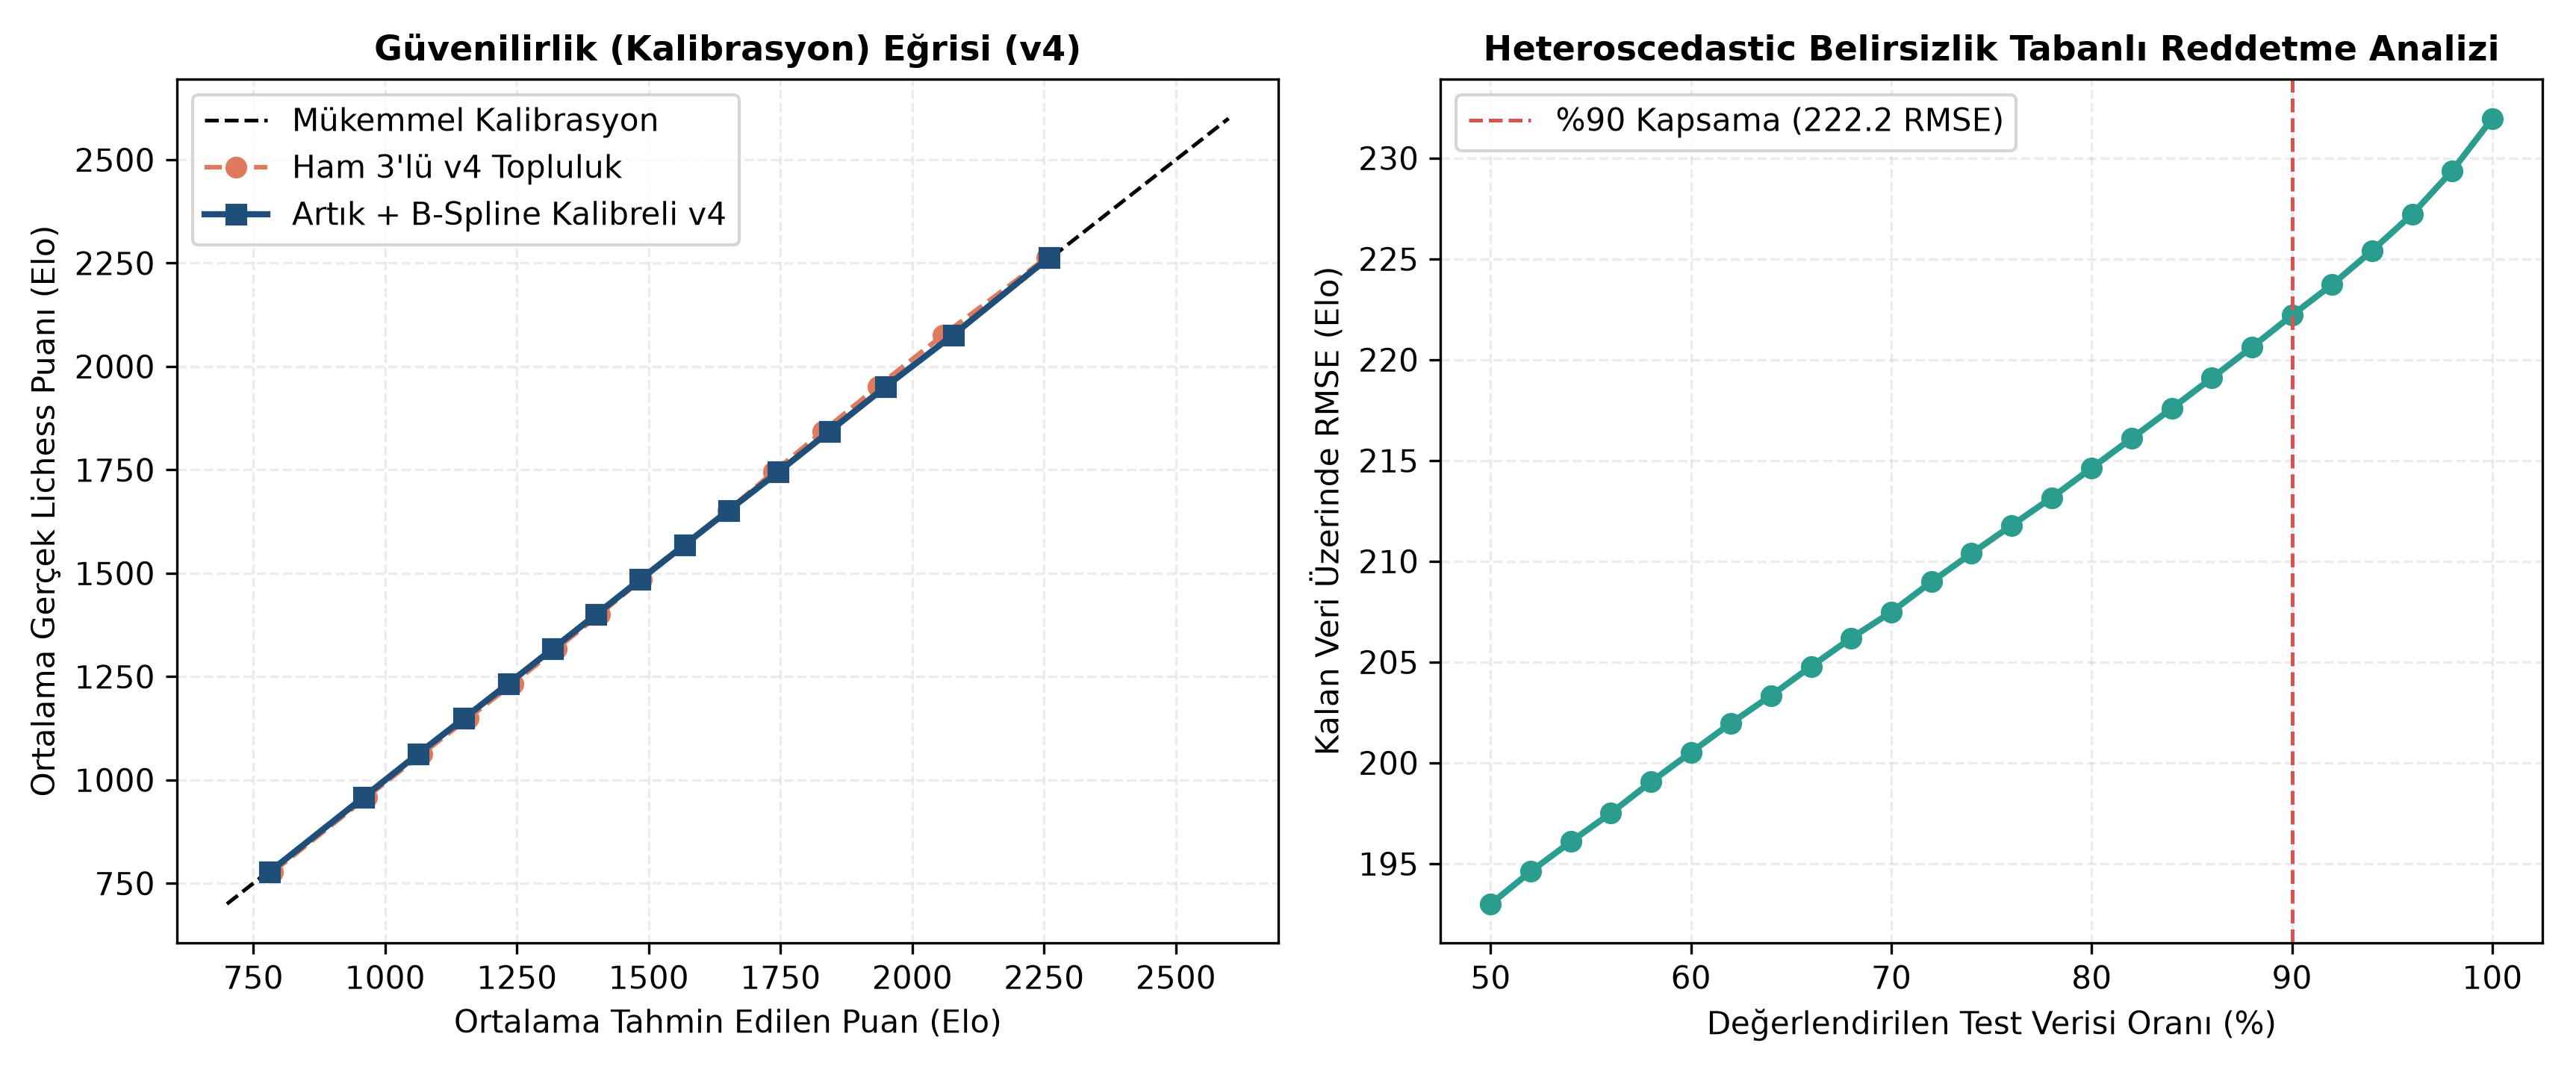 Güvenilirlik (Kalibrasyon) Eğrisi (v4)
Mükemmel Kalibrasyon
Ham 3'lü v4 Topluluk
Artık + B-Spline Kalibreli v4
Ortalama Gerçek Lichess Puanı (Elo)
2500
2250
2000
1750
1500
1250
1000
750
750 1000 1250 1500 1750 2000 2250 2500
Ortalama Tahmin Edilen Puan (Elo)
Heteroscedastic Belirsizlik Tabanlı Reddetme Analizi
%90 Kapsama (222.2 RMSE)
Kalan Veri Üzerinde RMSE (Elo)
230
225
220
215
210
205
200
195
50 60 70 80 90 100
Değerlendirilen Test Verisi Oranı (%)